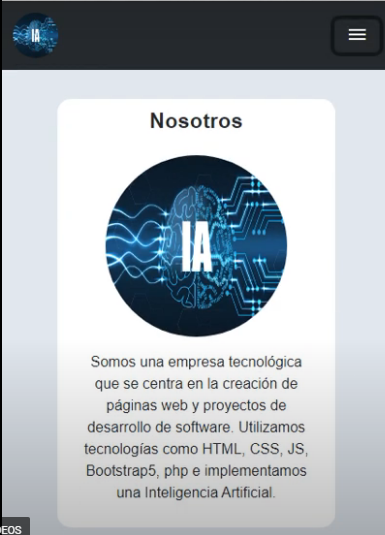 IA
Nosotros
IA
Somos una empresa tecnológica
que se centra en la creación de
páginas web y proyectos de
desarrollo de software. Utilizamos
tecnologías como HTML, CSS, JS,
Bootstrap5, php e implementamos
una Inteligencia Artificial.
DEOS